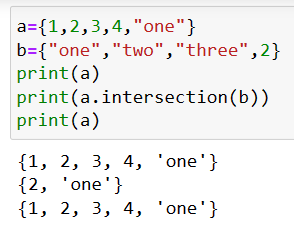 a={1,2,3,4,"one"}
b={"one","two","three",2}
print(a)
print(a.intersection(b))
print(a)
{1, 2, 3, 4, 'one'}
{2, 'one'}
{1, 2, 3, 4, 'one'}